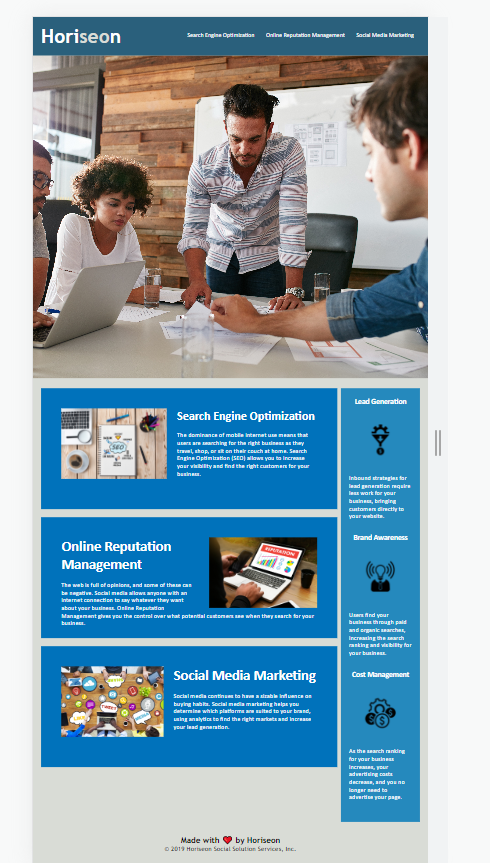 Horiseon
Search Engine Optimization Online Reputation Management Social Media Marketing
Search Engine Optimization
The dominance of mobile internet use means that
users are searching for the right business as they
travel, shop, or sit on their couch at home. Search
Engine Optimization (SEO) allows you to increase
your visibility and find the right customers for your
business.
Online Reputation
Management
The web is full of opinions, and some of these can
be negative. Social media allows anyone with an
internet connection to say whatever they want
about your business. Online Reputation
Management gives you the control over what potential customers see when they search for your
business.
Social Media Marketing
Social media continues to have a sizable influence on
buying habits. Social media marketing helps you
determine which platforms are suited to your brand,
using analytics to find the right markets and increase
your lead generation.
Lead Generation
Inbound strategies for
lead generation require
less work for your
business, bringing
customers directly to
your website.
Brand Awareness
Users find your
business through paid
and organic searches,
increasing the search
ranking and visibility for
your business.
Cost Management
As the search ranking
for your business
increases, your
advertising costs
decrease, and you no
longer need to
advertise your page.
Made with ❤️ by Horiseon
© 2019 Horiseon Social Solution Services, Inc.
SEO